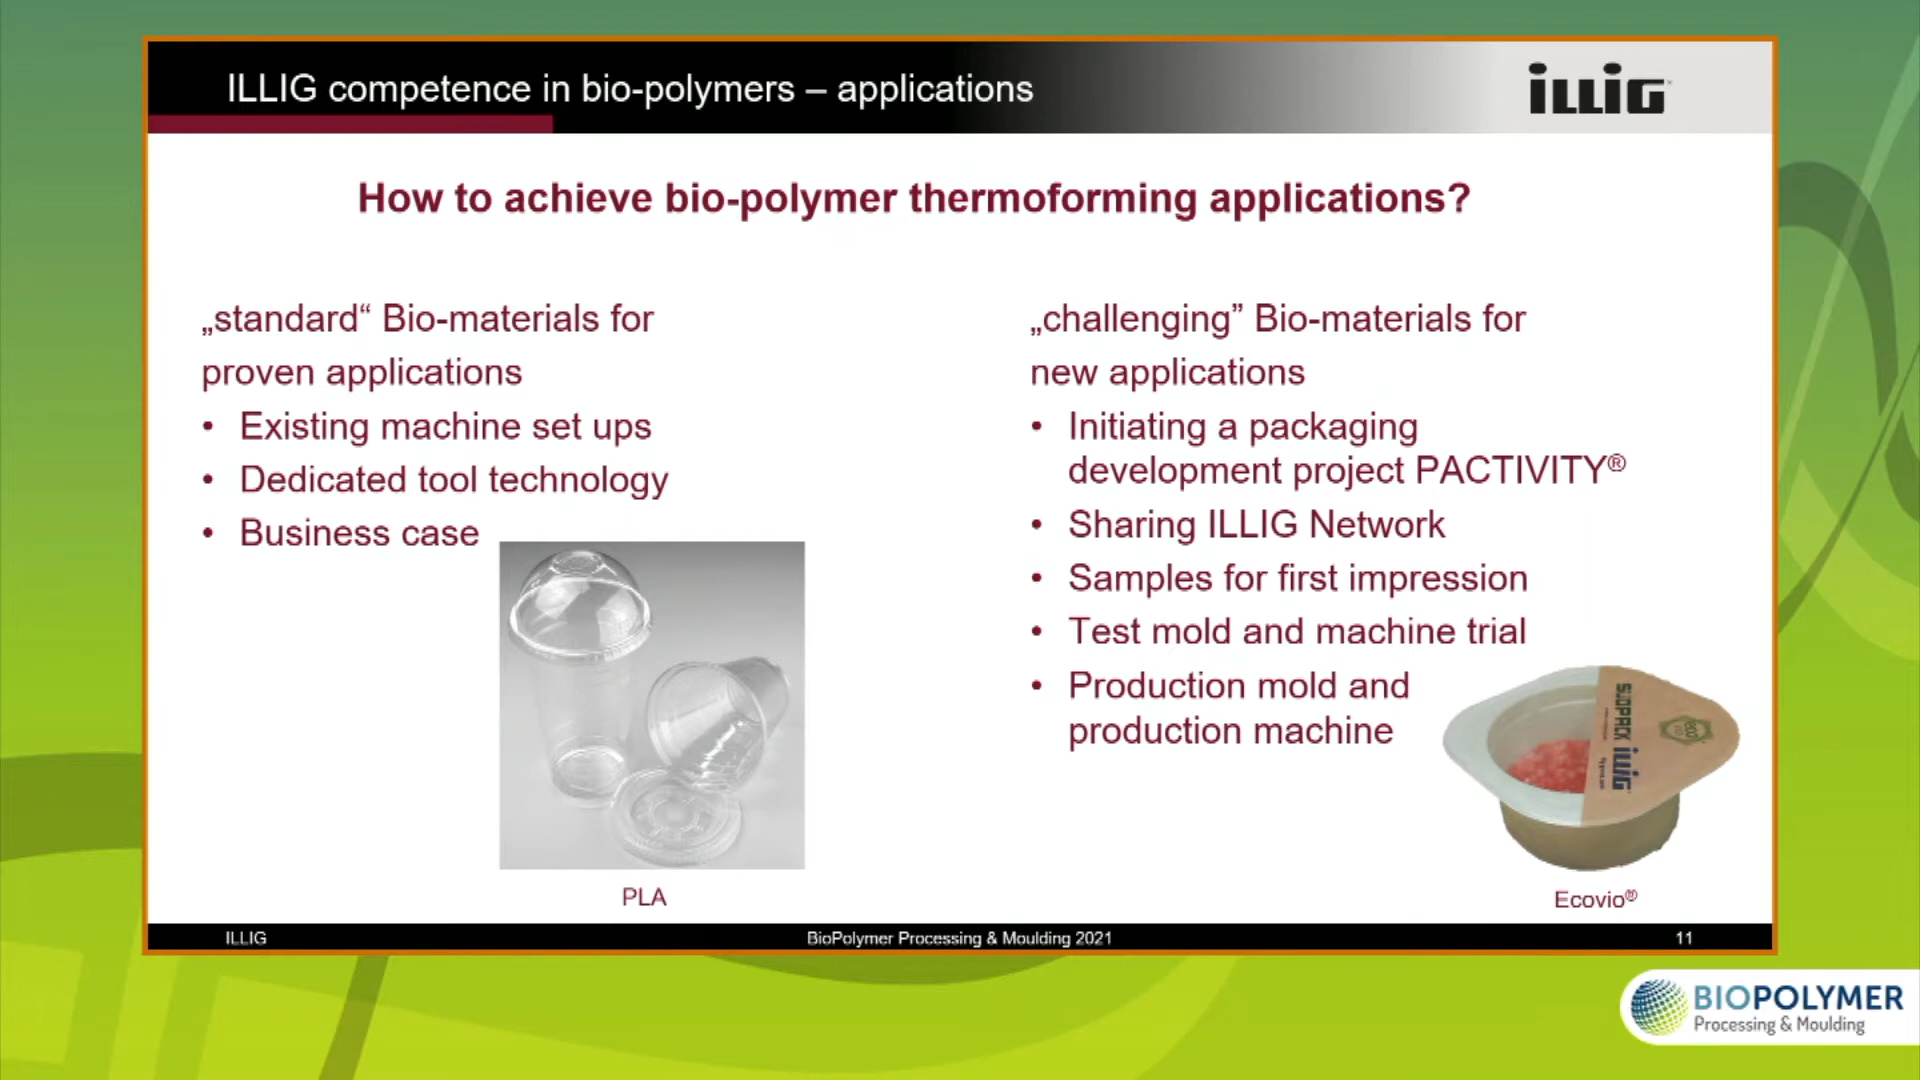 ILLIG competence in bio-polymers – applications
iLLiG
How to achieve bio-polymer thermoforming applications?
„standard“ Bio-materials for
proven applications
• Existing machine set ups
• Dedicated tool technology
• Business case
PLA
„challenging” Bio-materials for
new applications
• Initiating a packaging
development project PACTIVITY®
• Sharing ILLIG Network
• Samples for first impression
• Test mold and machine trial
• Production mold and
production machine
iLLiG
eco
Ecovio®
ILLIG
BioPolymer Processing & Moulding 2021
11
BIOPOLYMER
Processing & Moulding